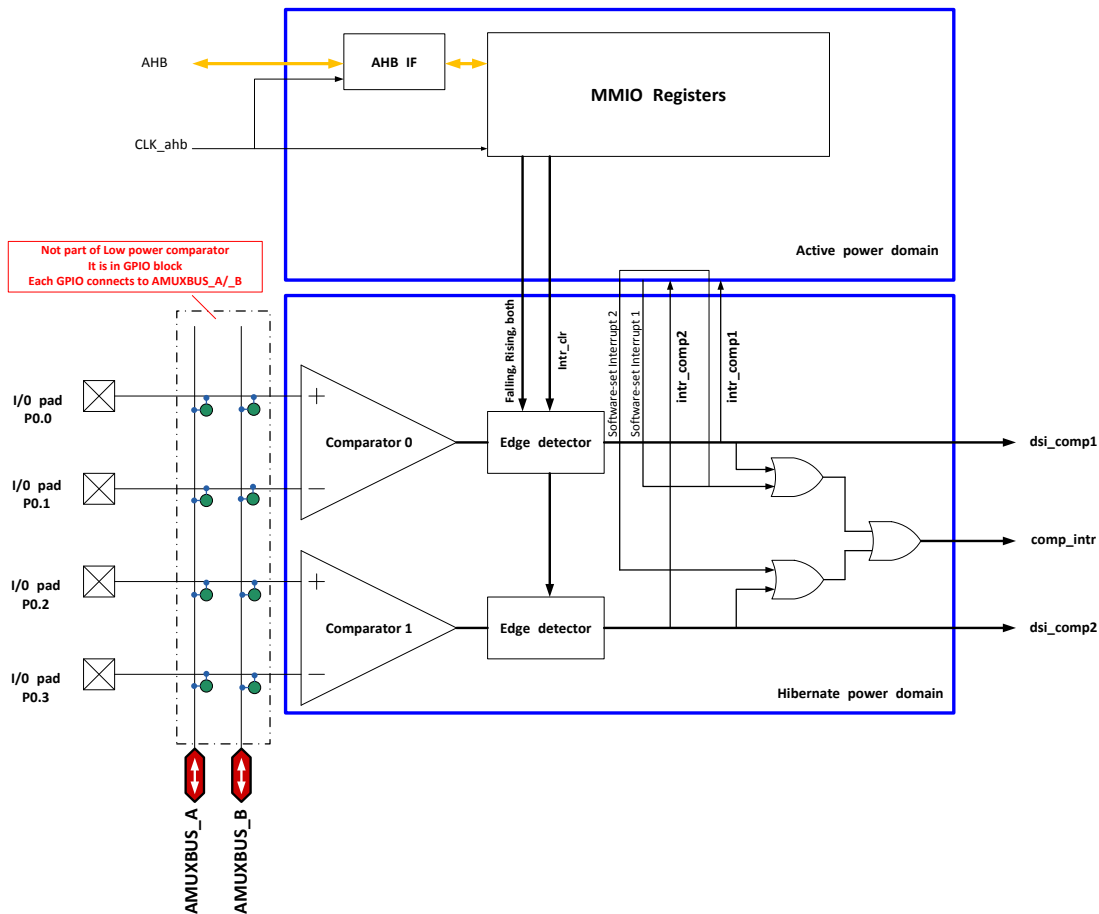 AHB
AHB IF
MMIO Registers
CLK_ahb
Not part of Low power comparator
It is in GPIO block
Each GPIO connects to AMUXBUS_A/_B
Active power domain
Falling, Rising, both
Intr_clr
Software-set Interrupt 2
Software-set Interrupt 1
intr_comp2
intr_comp1
I/0 pad
P0.0
+
Comparator 0
Edge detector
dsi_comp1
I/0 pad
P0.1
−
comp_intr
I/0 pad
P0.2
+
Comparator 1
Edge detector
dsi_comp2
I/0 pad
P0.3
−
Hibernate power domain
AMUXBUS_A
AMUXBUS_B